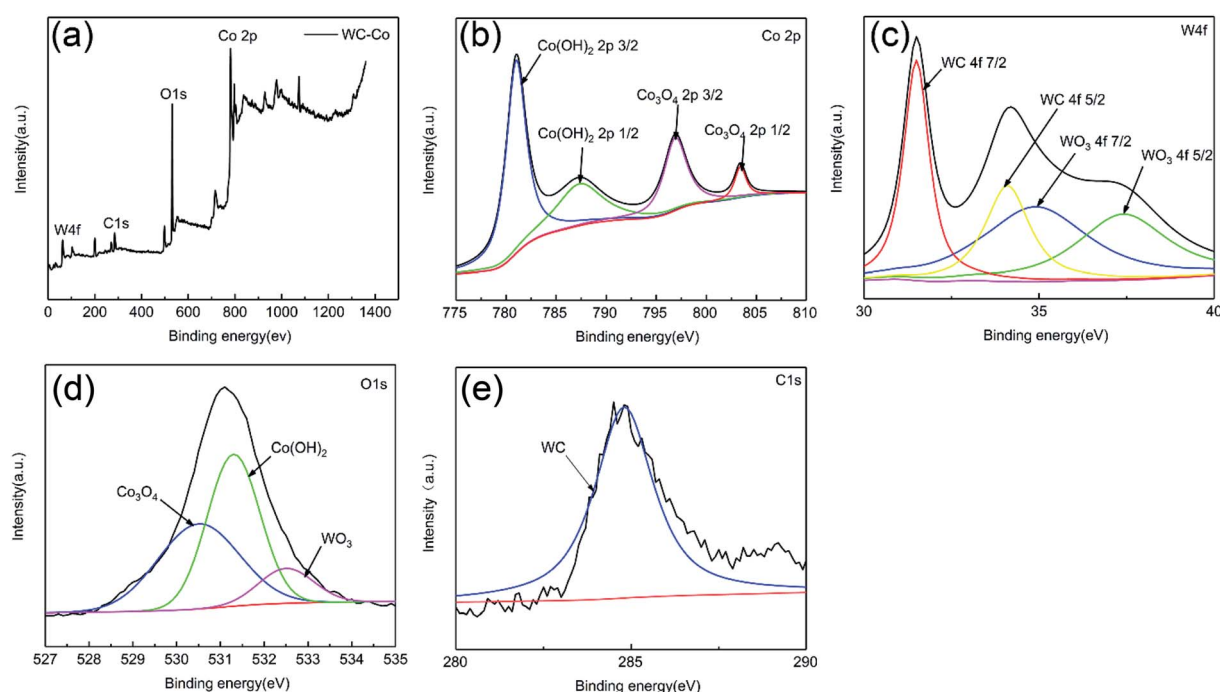 (a)
Co 2p
WC-Co
O1s
W4f
C1s
Intensity(a.u.)
0 200 400 600 800 1000 1200 1400
Binding energy(ev)
(b)
Co 2p
Co(OH)₂ 2p 3/2
Co₃O₄ 2p 3/2
Co(OH)₂ 2p 1/2
Co₃O₄ 2p 1/2
Intensity(a.u.)
775 780 785 790 795 800 805 810
Binding energy(eV)
(c)
W4f
WC 4f 7/2
WC 4f 5/2
WO₃ 4f 7/2
WO₃ 4f 5/2
Intensity(a.u.)
30 35 40
Binding energy(eV)
(d)
O1s
Co(OH)₂
Co₃O₄
WO₃
Intensity(a.u.)
527 528 529 530 531 532 533 534 535
Binding energy(eV)
(e)
C1s
WC
Intensity (a.u.)
280 285 290
Binding energy(eV)